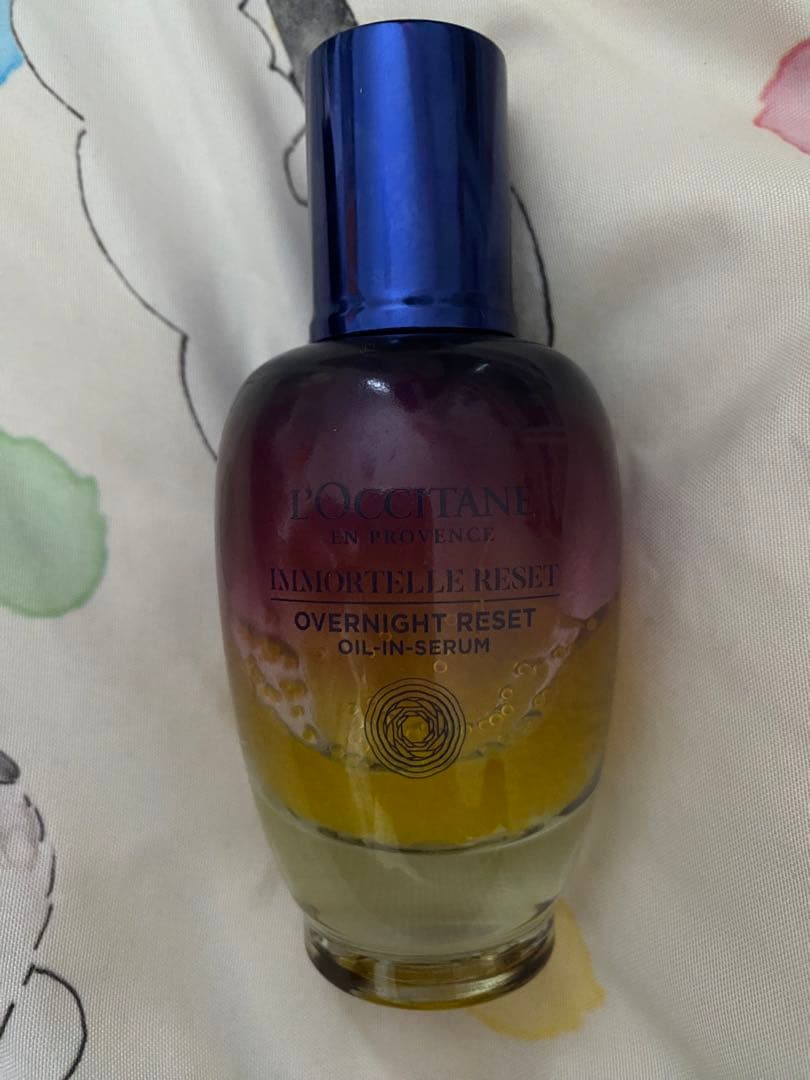 L'OCCITANE
EN PROVENCE
IMMORTELLE RESET
OVERNIGHT RESET
OIL-IN-SERUM